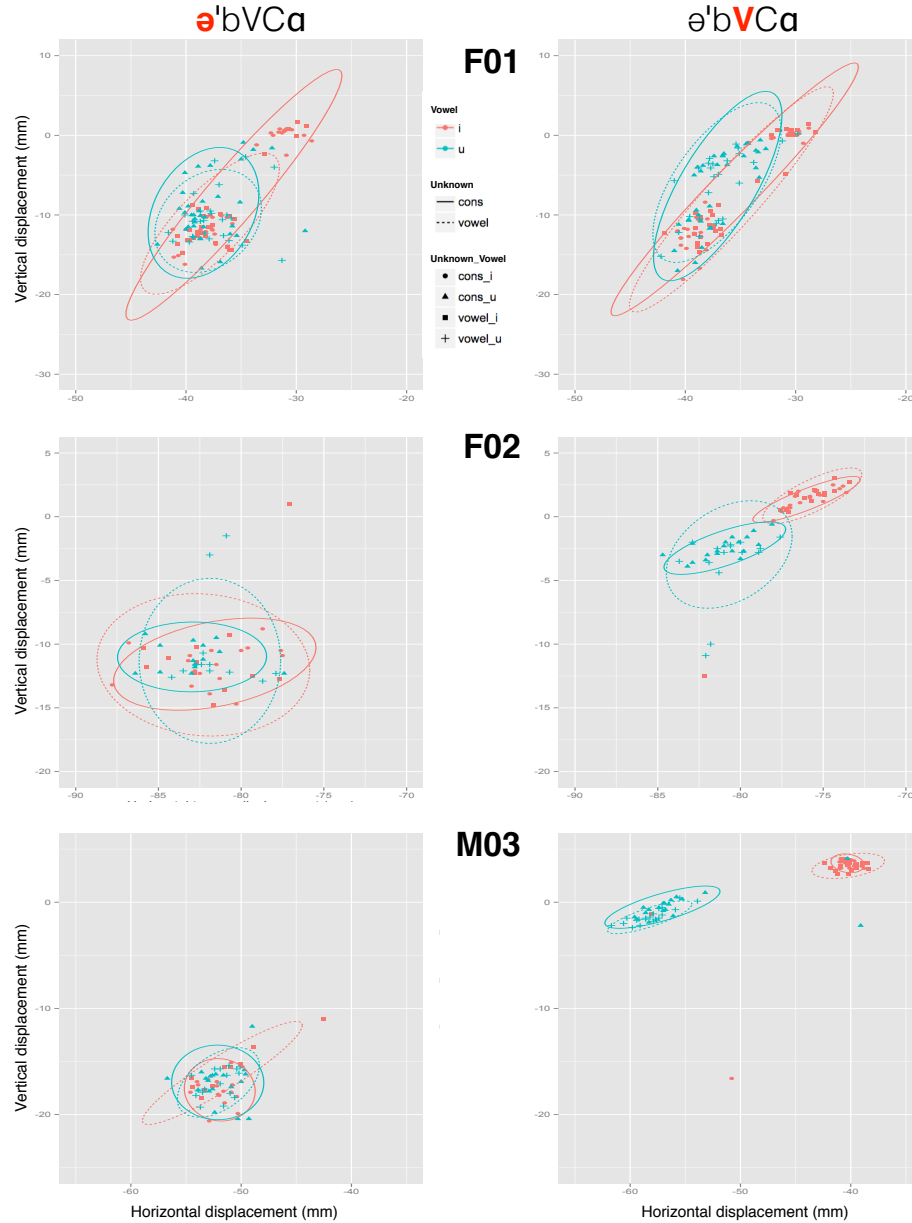 əˈbVCɑ
əˈbVCɑ
F01
Vertical displacement (mm)
10
0
-10
-20
-30
-50
-40
-30
-20
Vowel
i
u
Unknown
cons
vowel
Unknown_Vowel
cons_i
cons_u
vowel_i
vowel_u
10
0
-10
-20
-30
-50
-40
-30
-20
F02
Vertical displacement (mm)
5
0
-5
-10
-15
-20
-90
-85
-80
-75
-70
5
0
-5
-10
-15
-20
-90
-85
-80
-75
-70
M03
Vertical displacement (mm)
0
-10
-20
-60
-50
-40
Horizontal displacement (mm)
0
-10
-20
-60
-50
-40
Horizontal displacement (mm)